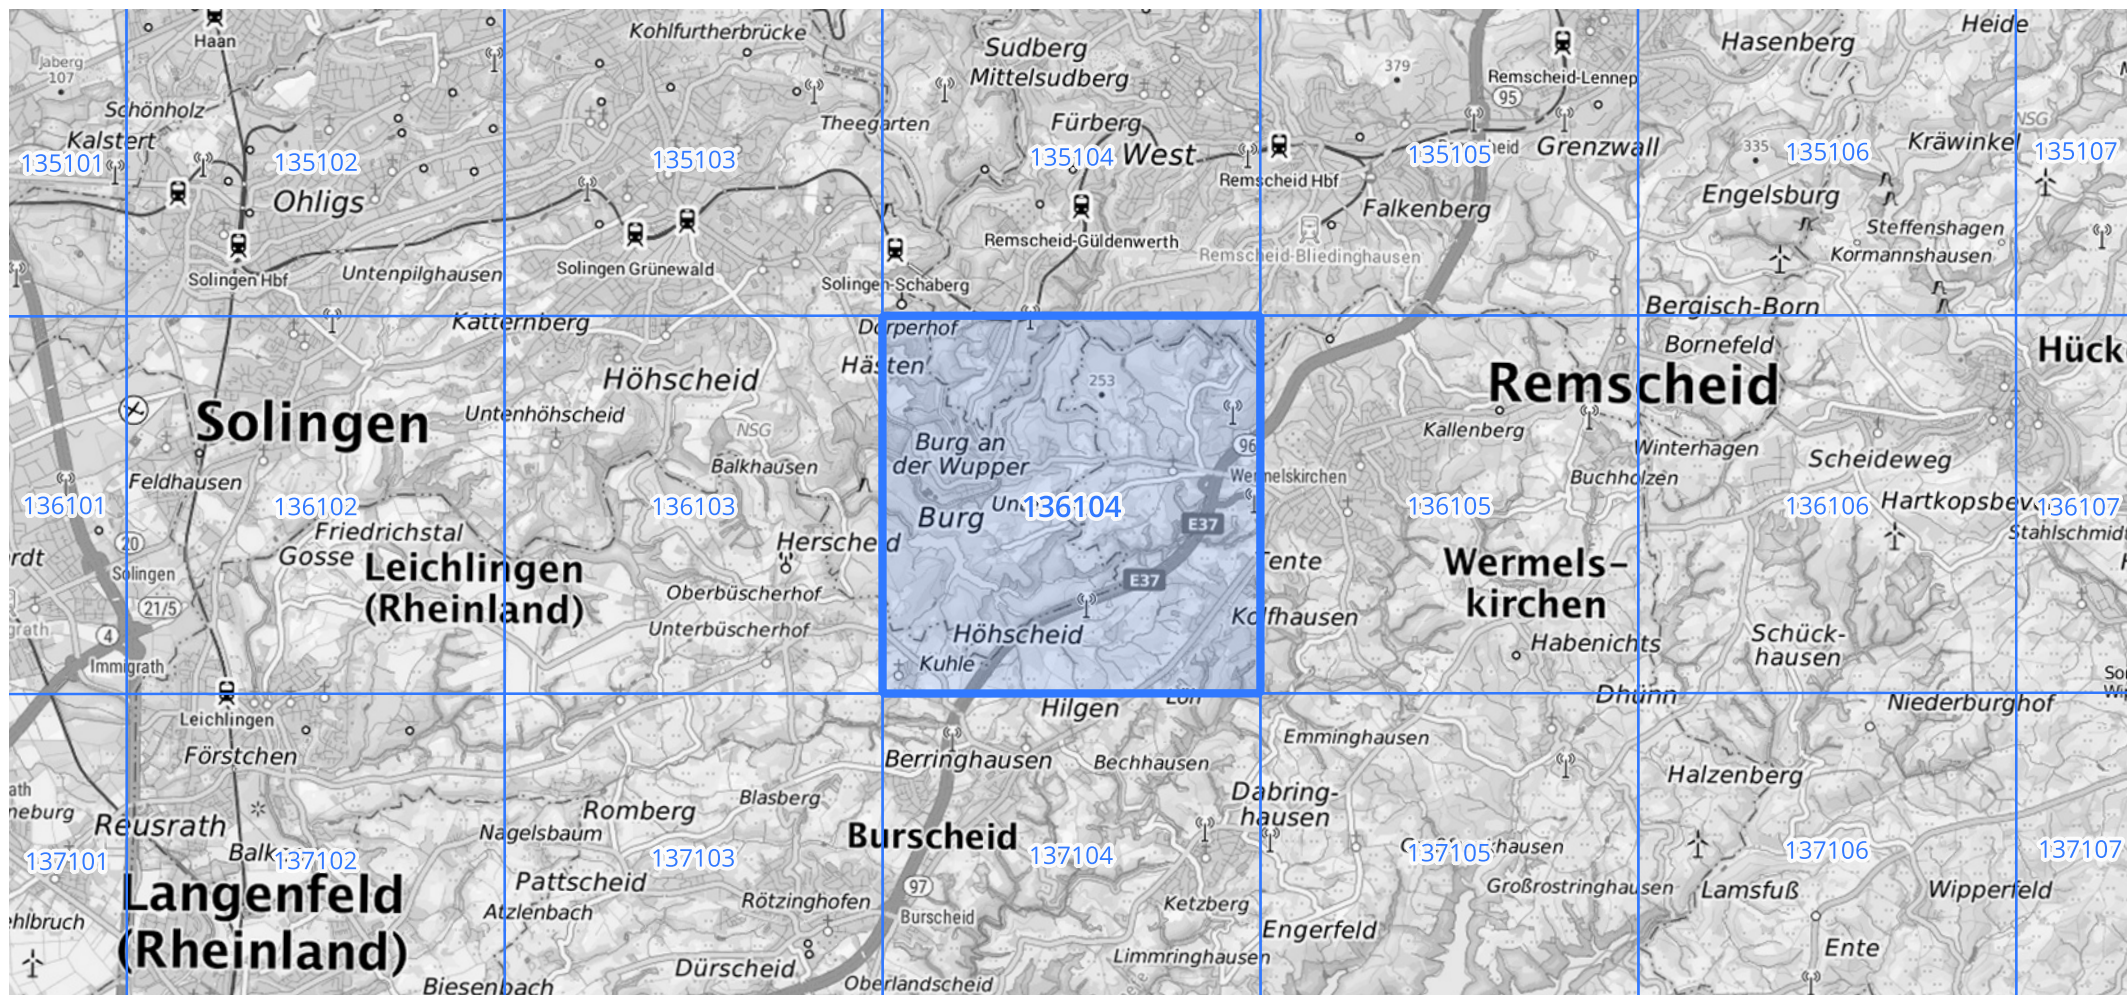 Haan
Kohlfurtherbrücke
Sudberg
Mittelsudberg
Heide
Hasenberg
Jaberg
107
379
Remscheid-Lennep
95
Schönholz
Kalstert
Theegarten
Fürberg
West
Grenzwall
NSG
335
Kräwinkel
135101
135102
135103
135104
135105
135106
135107
Ohligs
Remscheid Hbf
Falkenberg
Engelsburg
Steffenshagen
Kormannshausen
Solingen Hbf
Untenpilghausen
Solingen Grünewald
Remscheid-Güldenwerth
Remscheid-Bliedinghausen
Solingen-Schaberg
Bergisch-Born
Katternberg
Dorperhof
Hästen
Bornefeld
Hück
Höhscheid
253
Remscheid
Solingen
Untenhöhscheid
NSG
Kallenberg
Winterhagen
Burg an
der Wupper
96
Balkhausen
Wermelskirchen
Buchholzen
Scheideweg
Feldhausen
136101
136102
136103
136104
136105
136106
136107
Hartkopsbev
Burg
E37
Friedrichstal
Gosse
Herscheid
Stahlschmidt
20
Solingen
Leichlingen
(Rheinland)
E37
Tente
Wermels-
kirchen
21/5
Oberbüscherhof
Unterbüscherhof
Höhscheid
Kolfhausen
Habenichts
Schück-
hausen
4
Immigrath
Kuhle
Leichlingen
Förstchen
Hilgen
Dhünn
Niederburghof
Berringhausen
Bechhausen
Emminghausen
Halzenberg
Dabring-
hausen
Blasberg
Romberg
Nagelsbaum
Reusrath
Burscheid
137101
137102
137103
137104
137105
137106
137107
Langenfeld
(Rheinland)
Pattscheid
Atzlenbach
Rötzinghofen
97
Burscheid
Ketzberg
Großrostringhausen
Lamsfuß
Wipperfeld
Engerfeld
Ente
Dürscheid
Limmringhausen
Oberlandscheid
Biesenbach